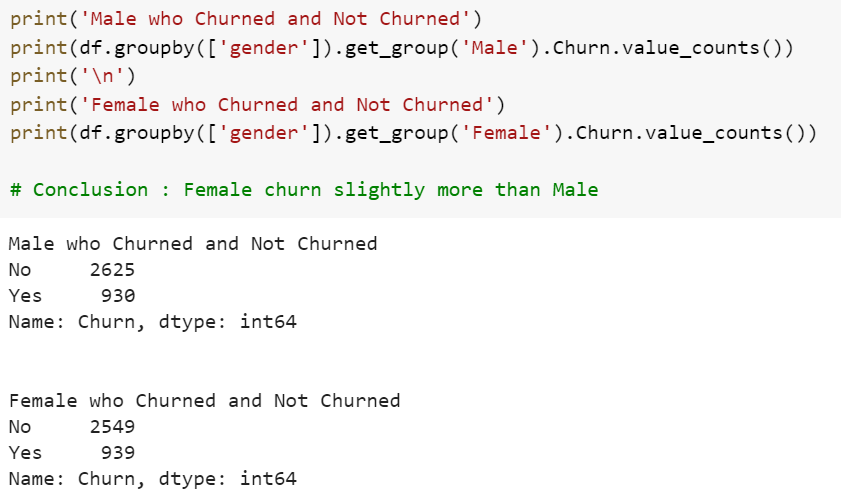 print('Male who Churned and Not Churned')
print(df.groupby(['gender']).get_group('Male').Churn.value_counts())
print('\n')
print('Female who Churned and Not Churned')
print(df.groupby(['gender']).get_group('Female').Churn.value_counts())
# Conclusion : Female churn slightly more than Male
Male who Churned and Not Churned
No     2625
Yes     930
Name: Churn, dtype: int64
Female who Churned and Not Churned
No     2549
Yes     939
Name: Churn, dtype: int64